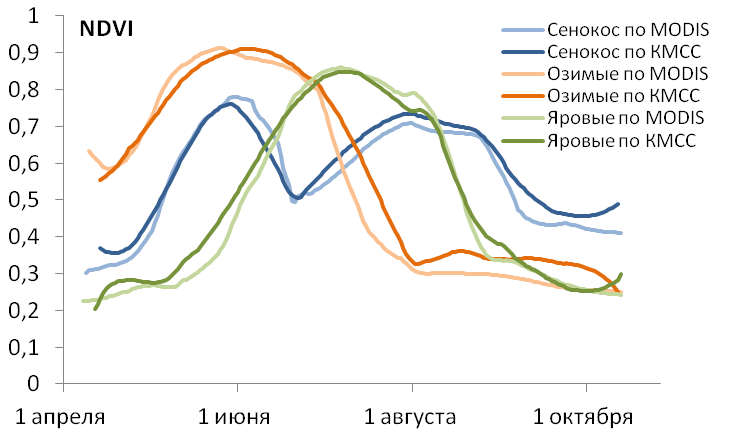 NDVI
1
0,9
0,8
0,7
0,6
0,5
0,4
0,3
0,2
0,1
0
Сенокос по MODIS
Сенокос по КМСС
Озимые по MODIS
Озимые по КМСС
Яровые по MODIS
Яровые по КМСС
1 апреля 1 июня 1 августа 1 октября